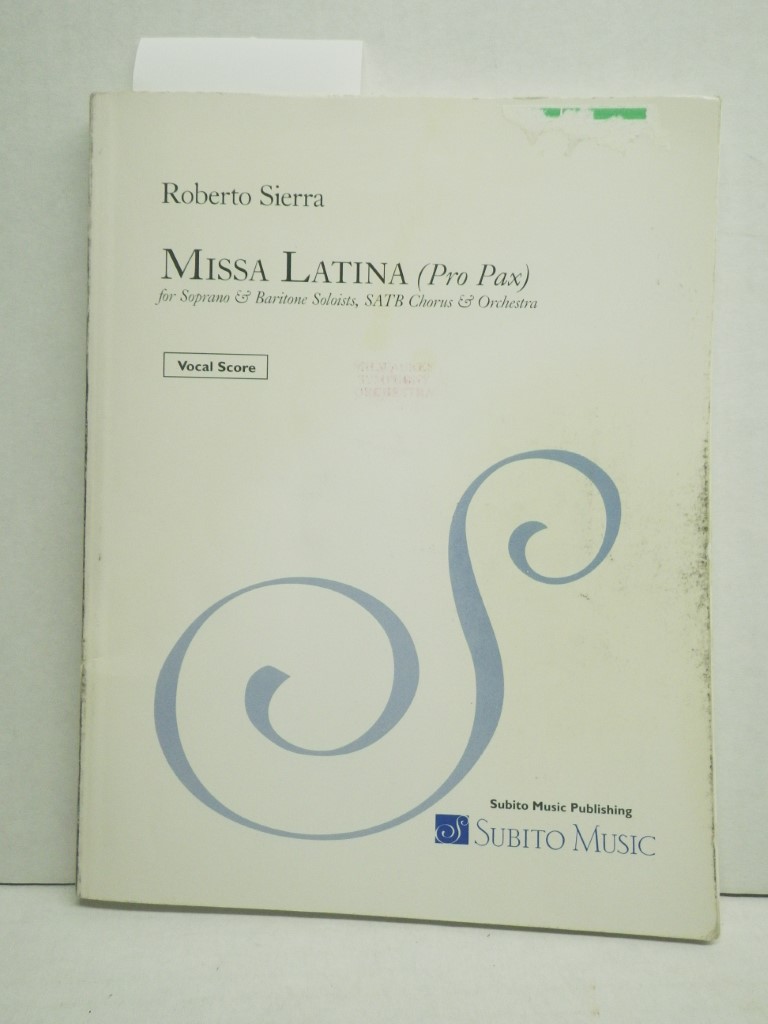 Roberto Sierra
MISSA LATINA (Pro Pax)
for Soprano & Baritone Soloists, SATB Chorus & Orchestra
Vocal Score
Subito Music Publishing
SUBITO MUSIC